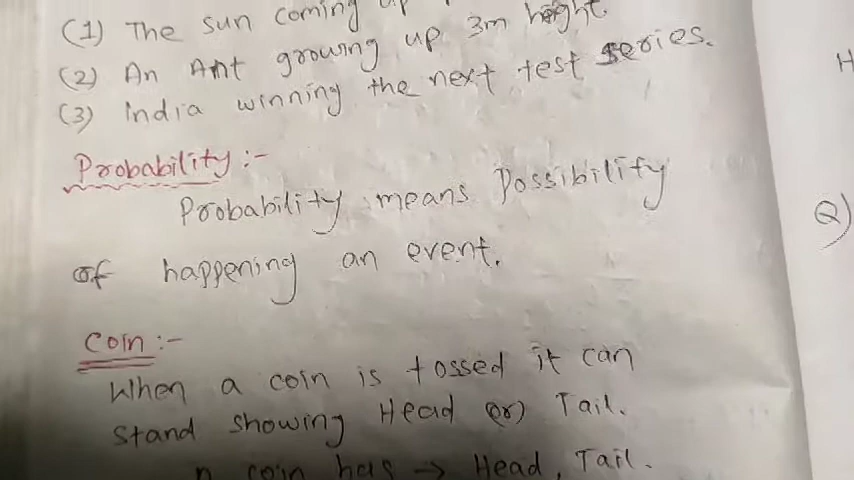 (1) The sun coming up
(2) An Ant growing up 3m height.
(3) India winning the next test series.
Probability :-
Probability means Possibility
of happening an event.
Coin :-
When a coin is tossed it can
stand showing Head (or) Tail.
coin has → Head, Tail.
H
Q)